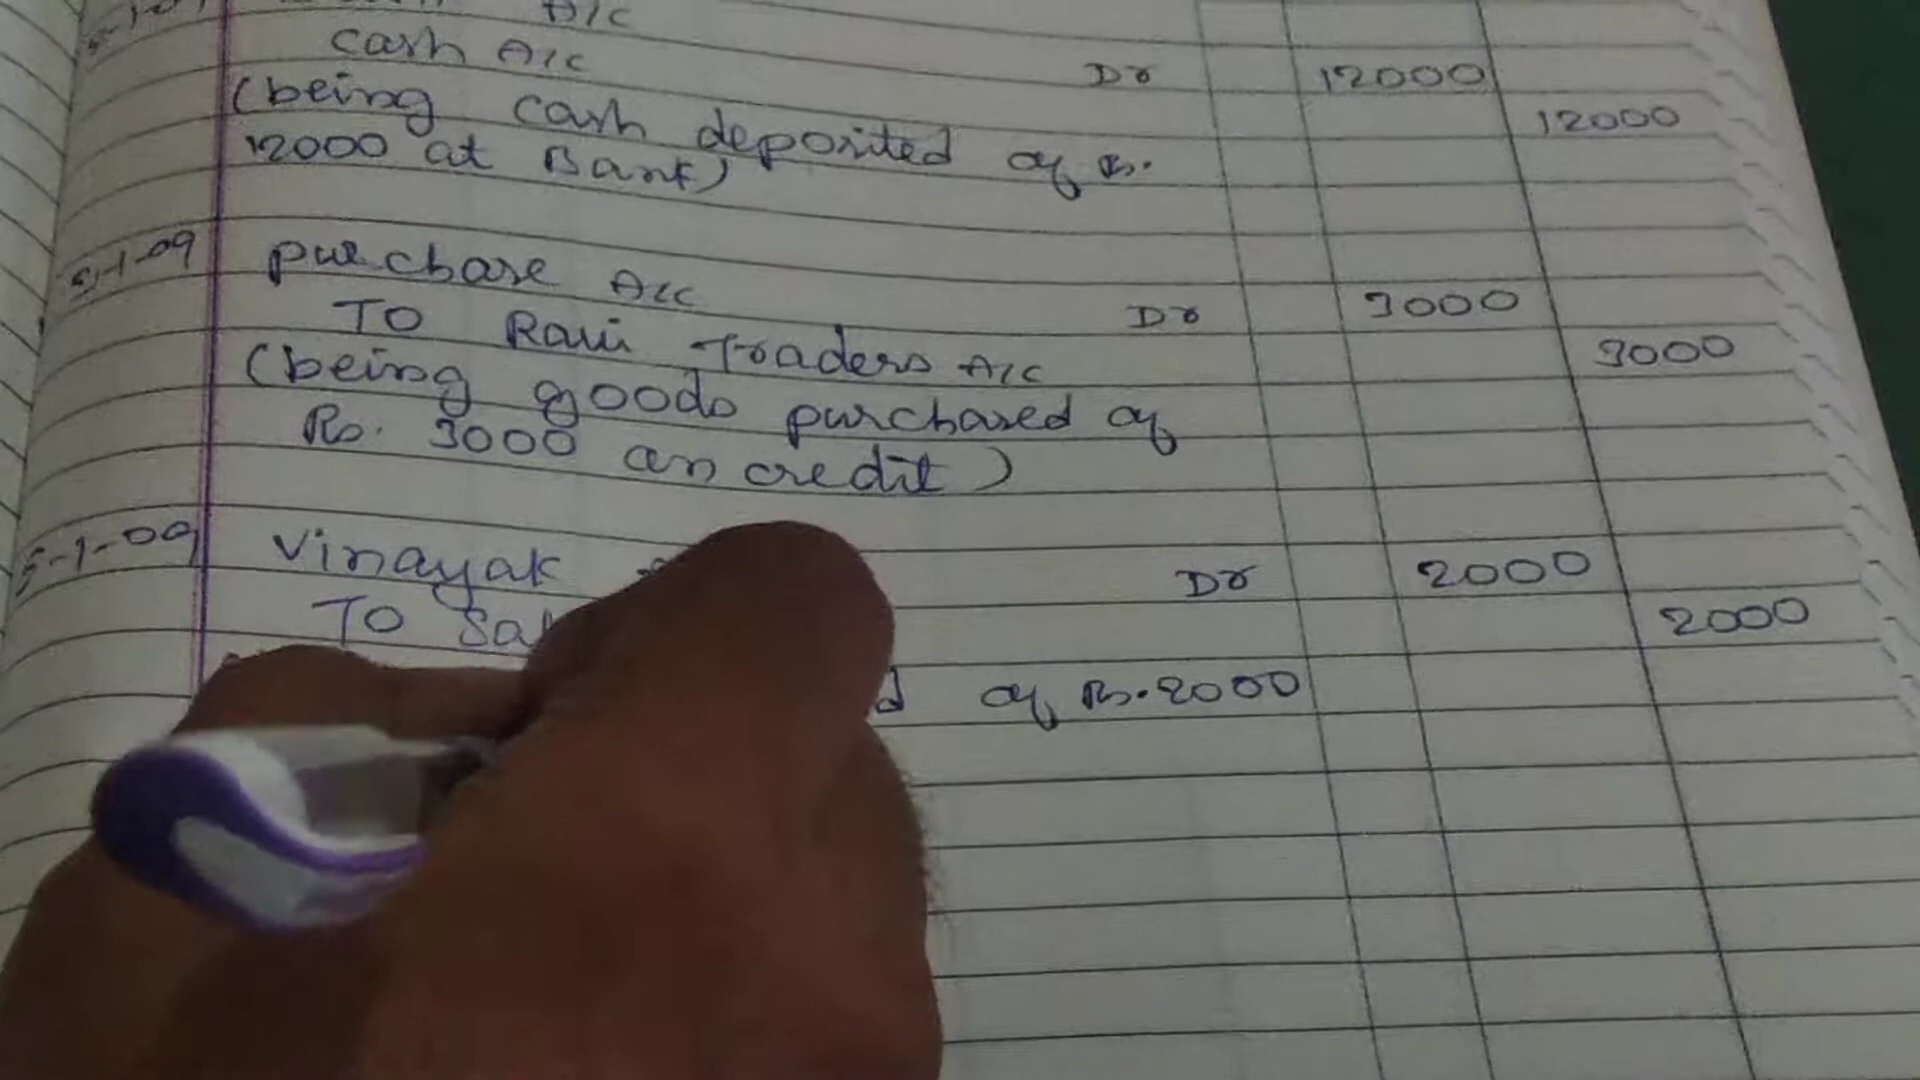 A/c
cash A/c Dr 12000
(being cash deposited of Rs. 12000
12000 at Bank)
5-1-09 purchase A/c Dr 3000
TO Ravi Traders A/c 3000
(being goods purchased of
Rs. 3000 on credit)
5-1-09 Vinayak Dr 2000
TO 2000
of Rs.2000